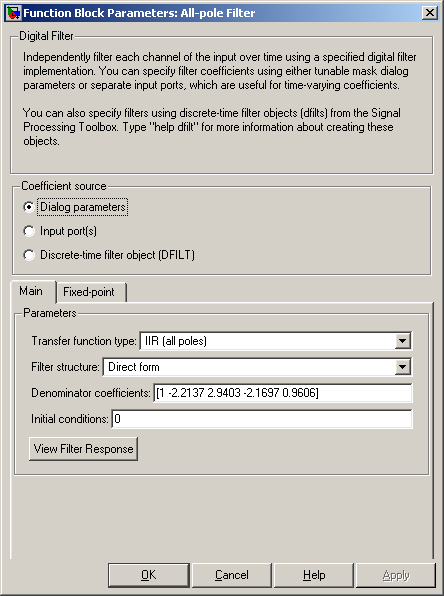 Function Block Parameters: All-pole Filter
Digital Filter
Independently filter each channel of the input over time using a specified digital filter
implementation. You can specify filter coefficients using either tunable mask dialog
parameters or separate input ports, which are useful for time-varying coefficients.
You can also specify filters using discrete-time filter objects (dfilts) from the Signal
Processing Toolbox. Type "help dfilt" for more information about creating these
objects.
Coefficient source
Dialog parameters
Input port(s)
Discrete-time filter object (DFILT)
Main Fixed-point
Parameters
Transfer function type: IIR (all poles)
Filter structure: Direct form
Denominator coefficients: [1 -2.2137 2.9403 -2.1697 0.9606]
Initial conditions: 0
View Filter Response
OK Cancel Help Apply